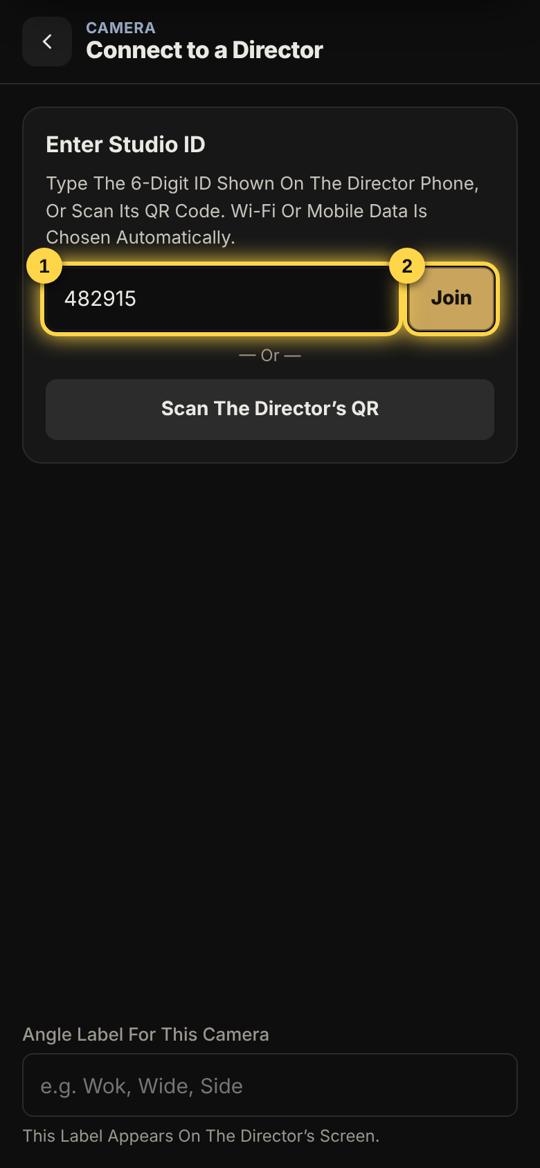 CAMERA
Connect to a Director
Enter Studio ID
Type The 6-Digit ID Shown On The Director Phone,
Or Scan Its QR Code. Wi-Fi Or Mobile Data Is
Chosen Automatically.
1
2
482915
Join
— Or —
Scan The Director’s QR
Angle Label For This Camera
e.g. Wok, Wide, Side
This Label Appears On The Director’s Screen.